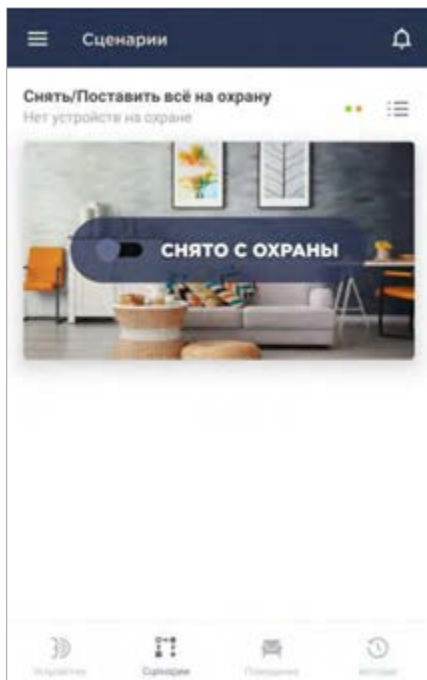 Сценарии
Снять/Поставить всё на охрану
Нет устройств на охране
СНЯТО С ОХРАНЫ
Устройства
Сценарии
Помещения
История